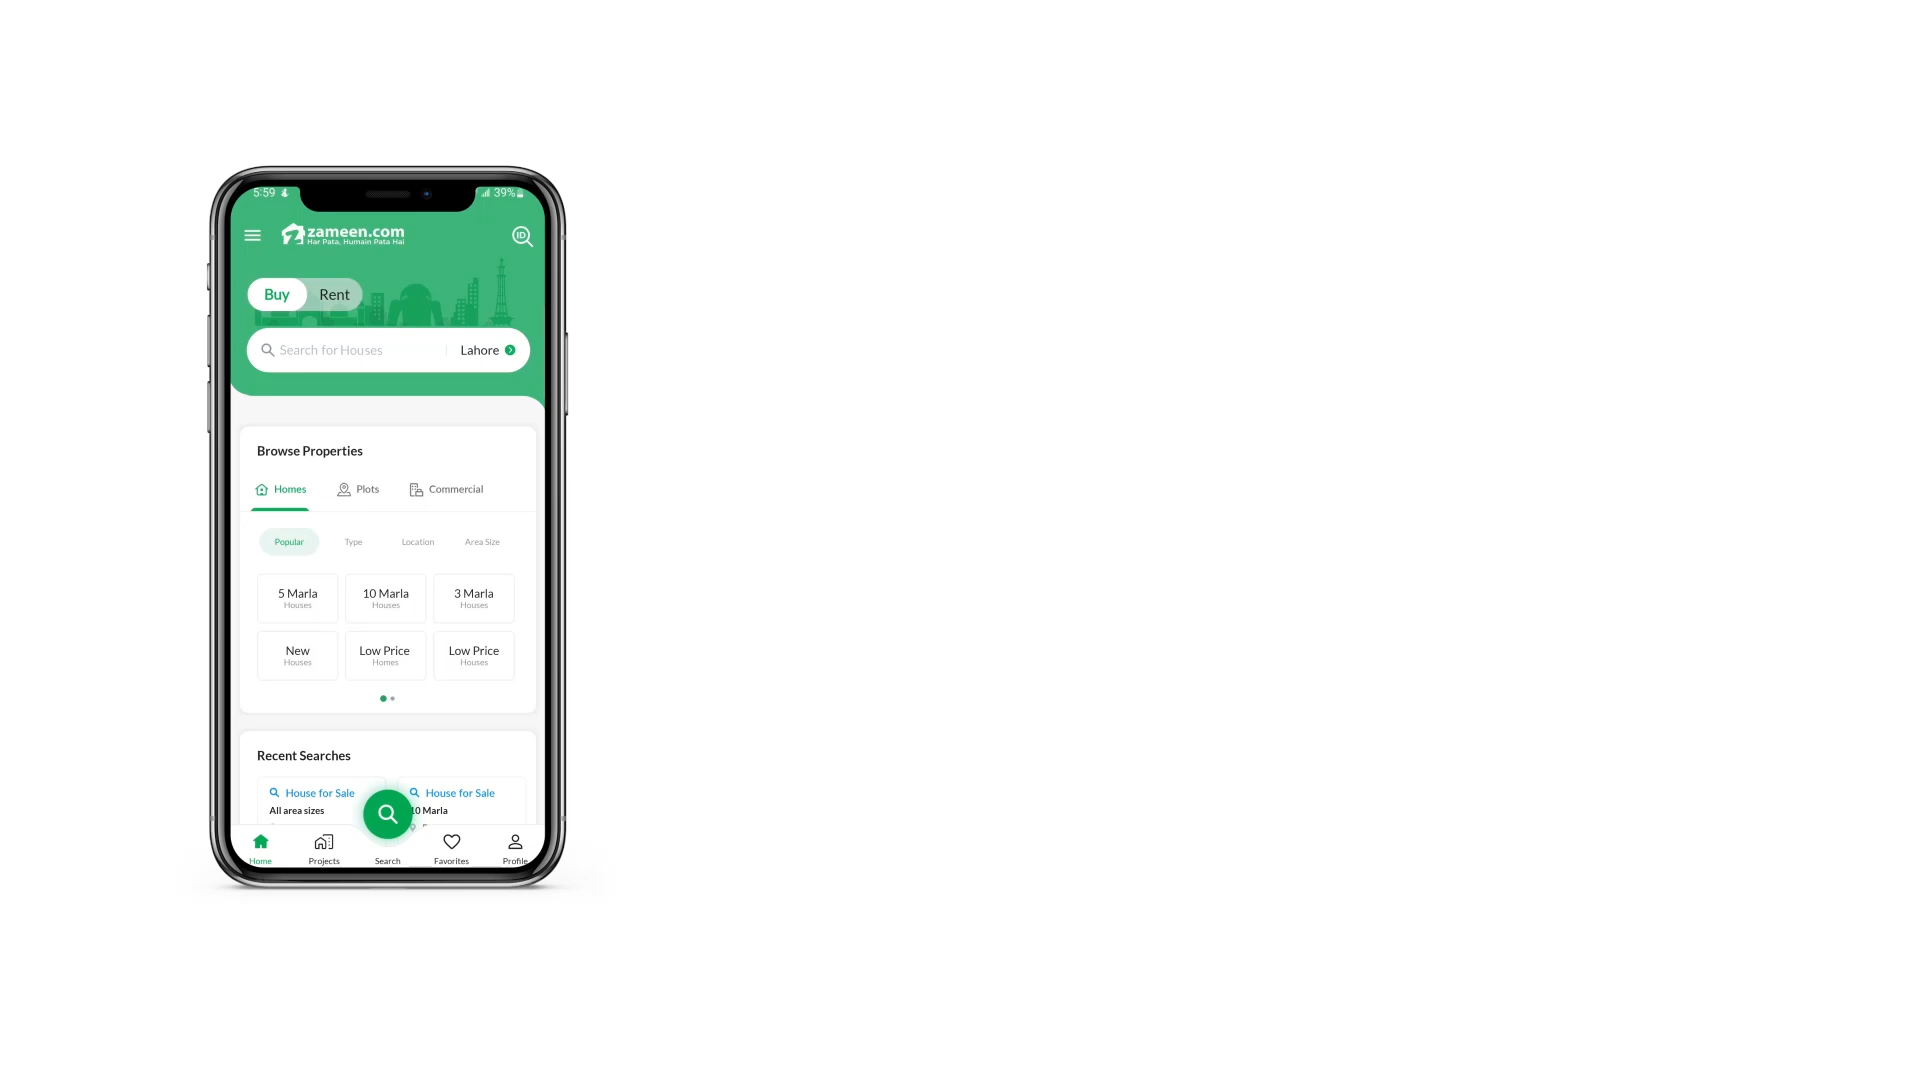 5:59 39%
zameen.com
Har Pata, Humain Pata Hai
ID
Buy Rent
Search for Houses Lahore
Browse Properties
Homes Plots Commercial
Popular Type Location Area Size
5 Marla 10 Marla 3 Marla
Houses Houses Houses
New Low Price Low Price
Houses Homes Houses
Recent Searches
House for Sale House for Sale
All area sizes 10 Marla
Home Projects Search Favorites Profile